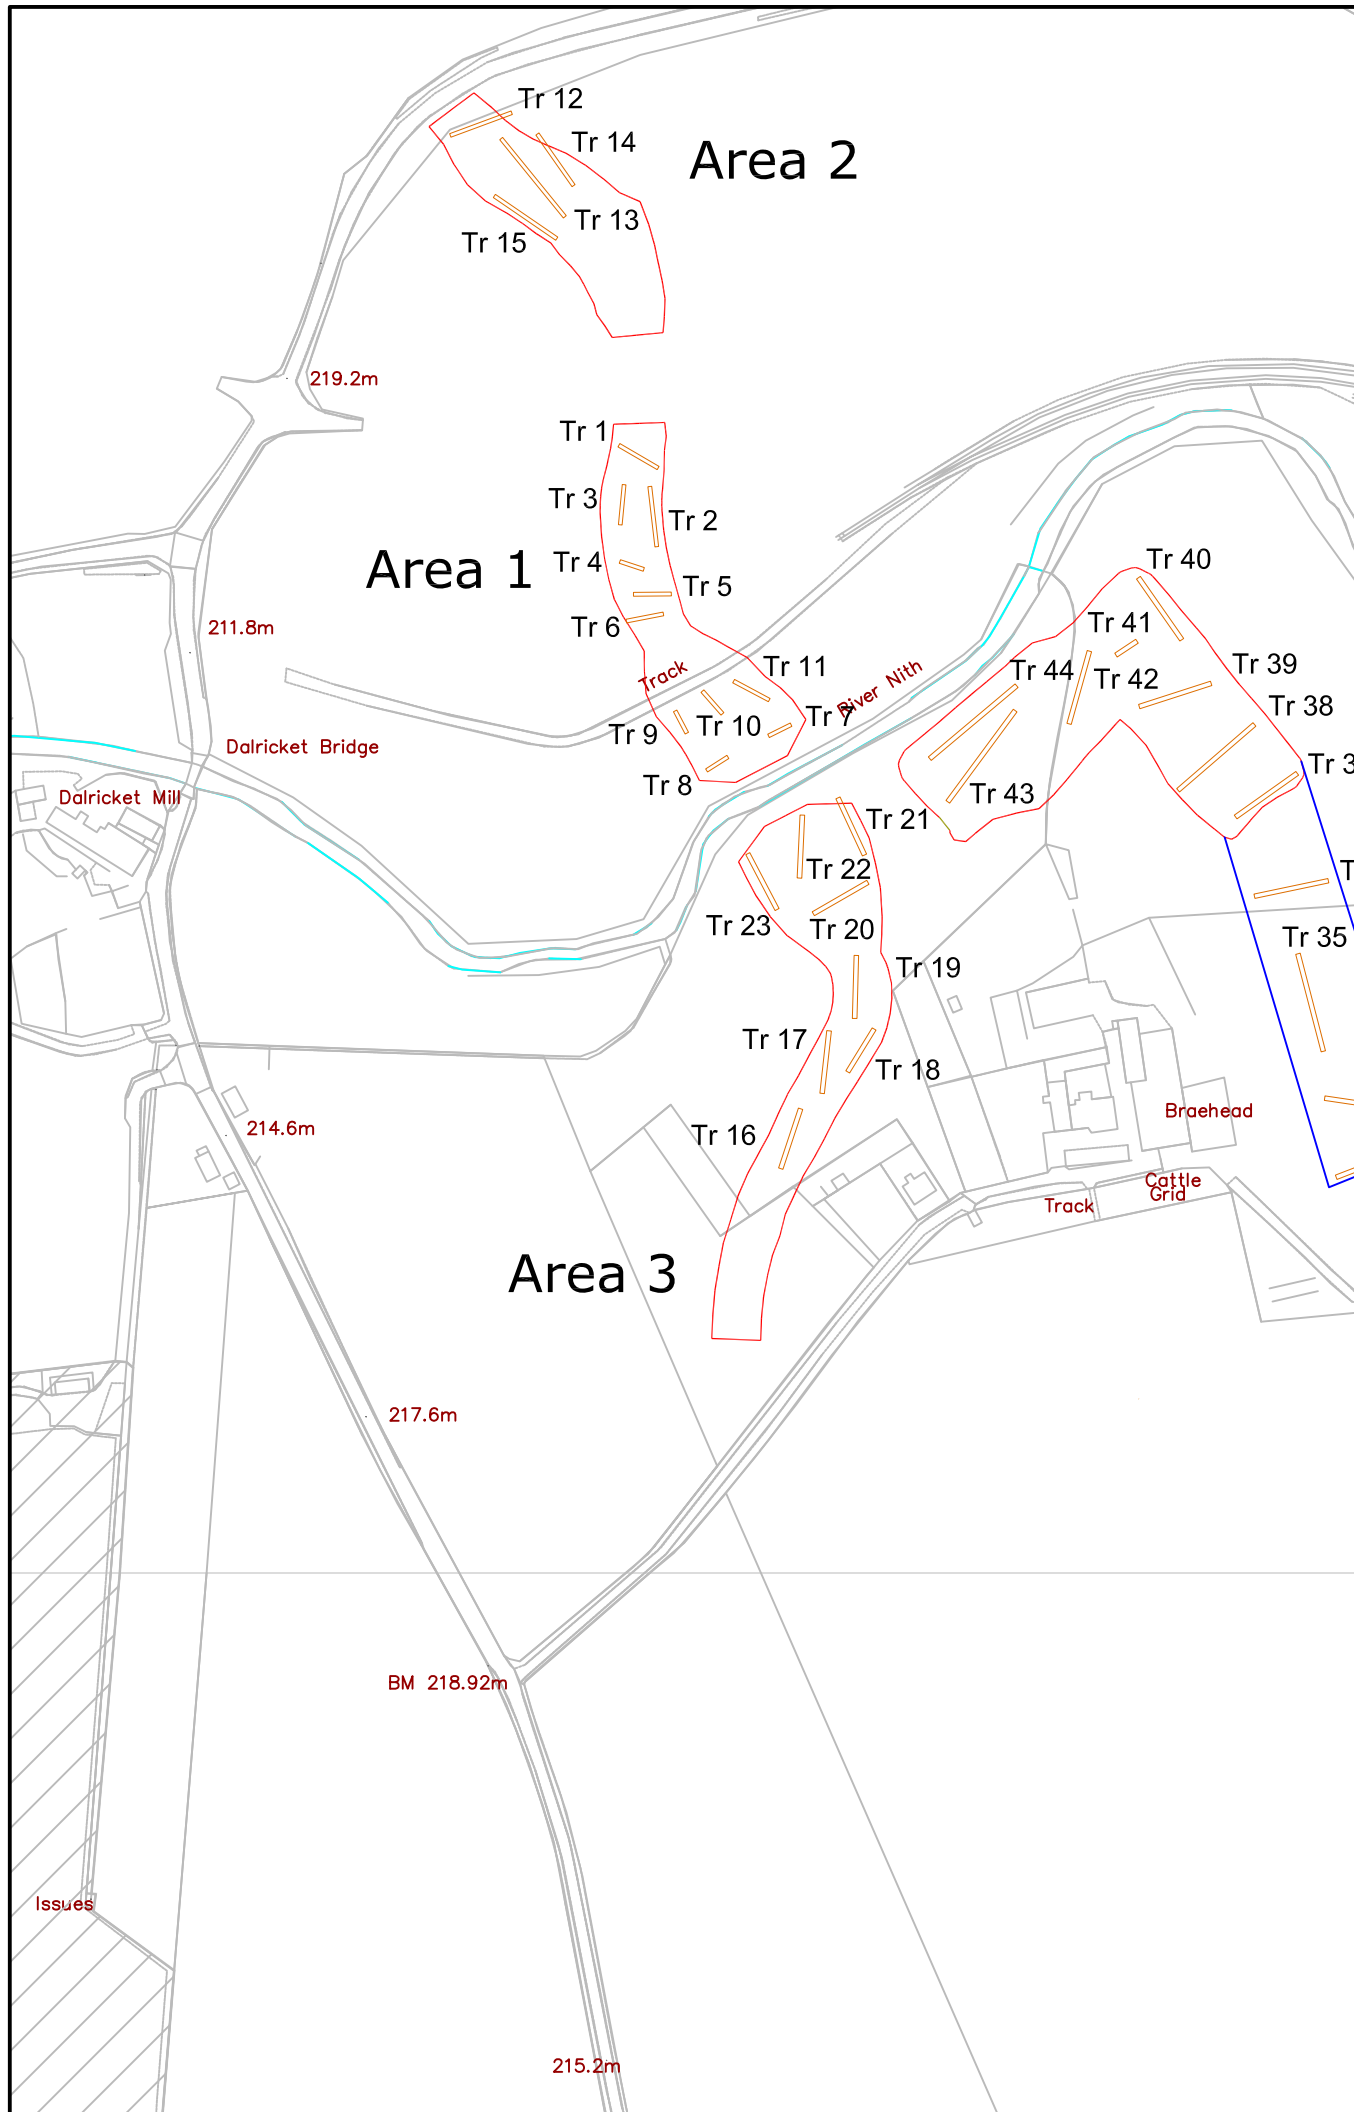 Tr 12
Tr 14
Area 2
Tr 13
Tr 15
219.2m
Tr 1
Tr 3
Tr 2
Area 1
Tr 4
Tr 5
Tr 6
211.8m
Track
Tr 11
River Nith
Tr 7
Tr 9
Tr 10
Tr 8
Dalricket Bridge
Dalricket Mill
Tr 40
Tr 41
Tr 44
Tr 42
Tr 39
Tr 38
Tr 3
Tr 43
Tr 21
Tr 22
Tr 23
Tr 20
T
Tr 35
Tr 19
Tr 17
Tr 18
Tr 16
214.6m
Braehead
Cattle
Grid
Track
Area 3
217.6m
BM 218.92m
Issues
215.2m